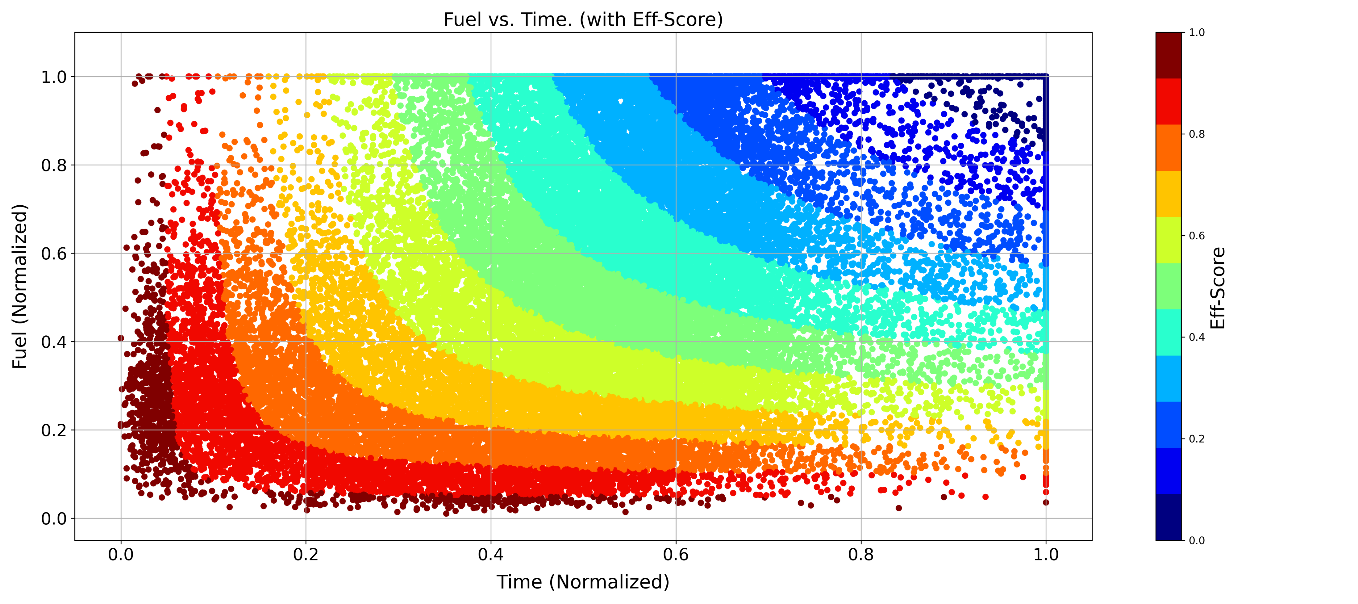 Fuel vs. Time. (with Eff-Score)
Fuel (Normalized)
1.0
0.8
0.6
0.4
0.2
0.0
0.0 0.2 0.4 0.6 0.8 1.0
Time (Normalized)
1.0
0.8
0.6
0.4
0.2
0.0
Eff-Score